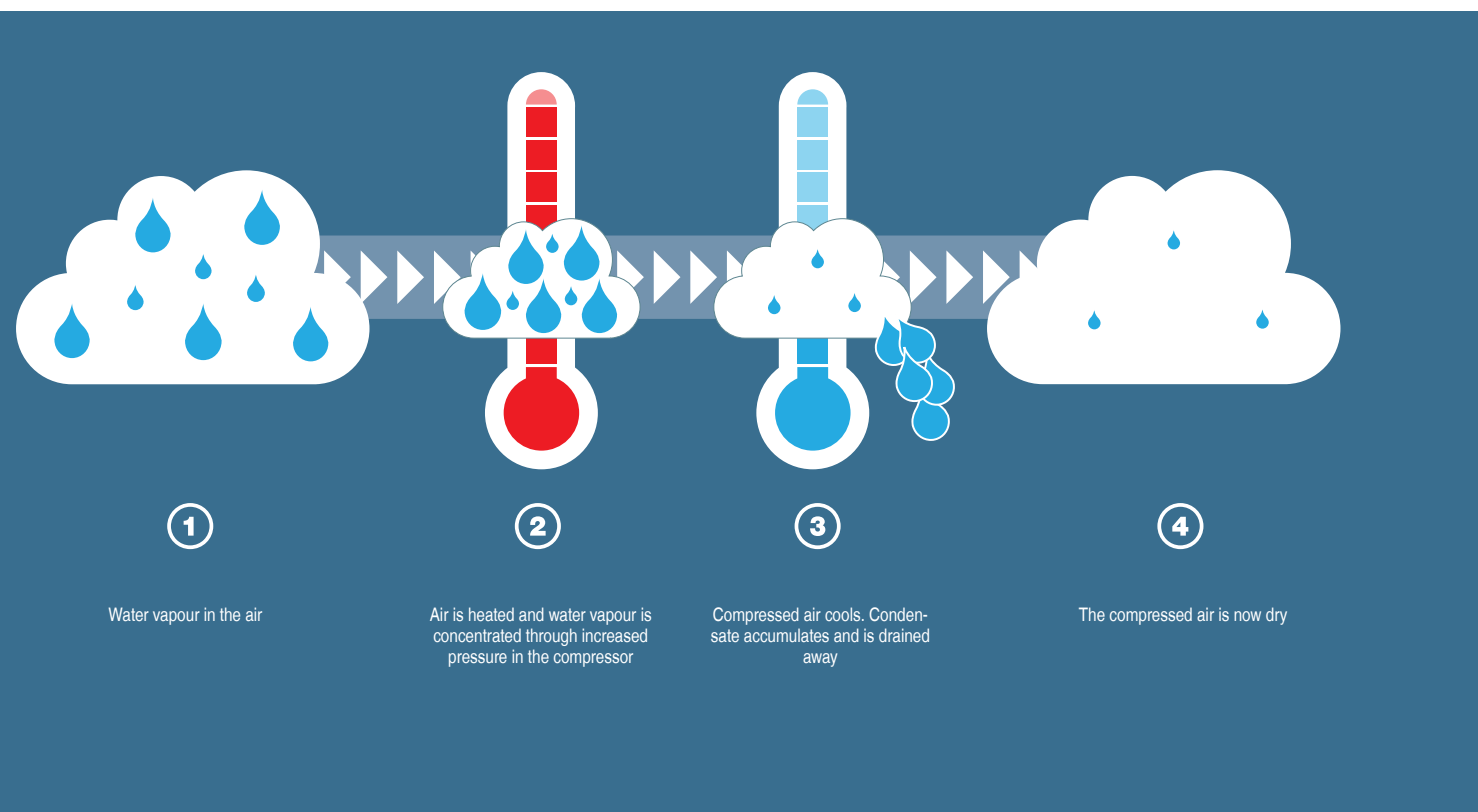 1
2
3
4
Water vapour in the air
Air is heated and water vapour is
concentrated through increased
pressure in the compressor
Compressed air cools. Conden-
sate accumulates and is drained
away
The compressed air is now dry